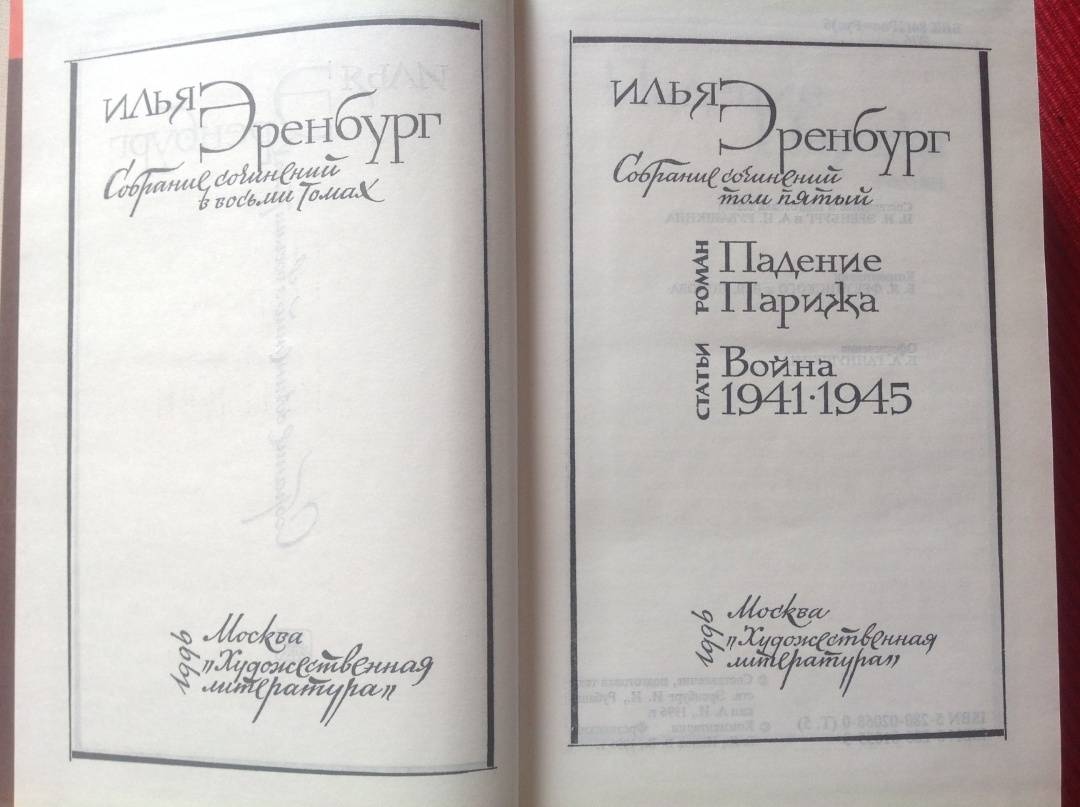 Илья
Эренбург
Собрание сочинений
в восьми томах
1996
Москва
„Художественная
литература"
Илья
Эренбург
Собрание сочинений
том пятый
РОМАН
Падение
Парижа
СТАТЬИ
Война
1941·1945
1996
Москва
„Художественная
литература"